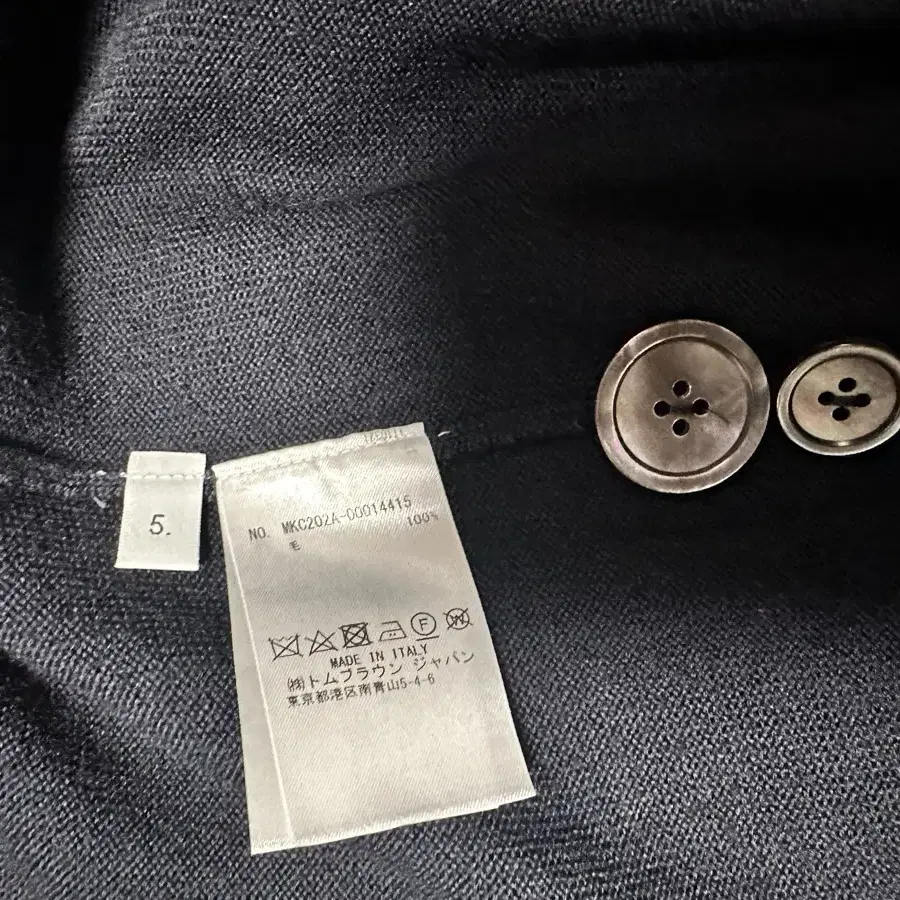 5.
NO. MKC202A-00014415
毛 100%
F
W
MADE IN ITALY
㈱トムブラウン ジャパン
東京都港区南青山5-4-6